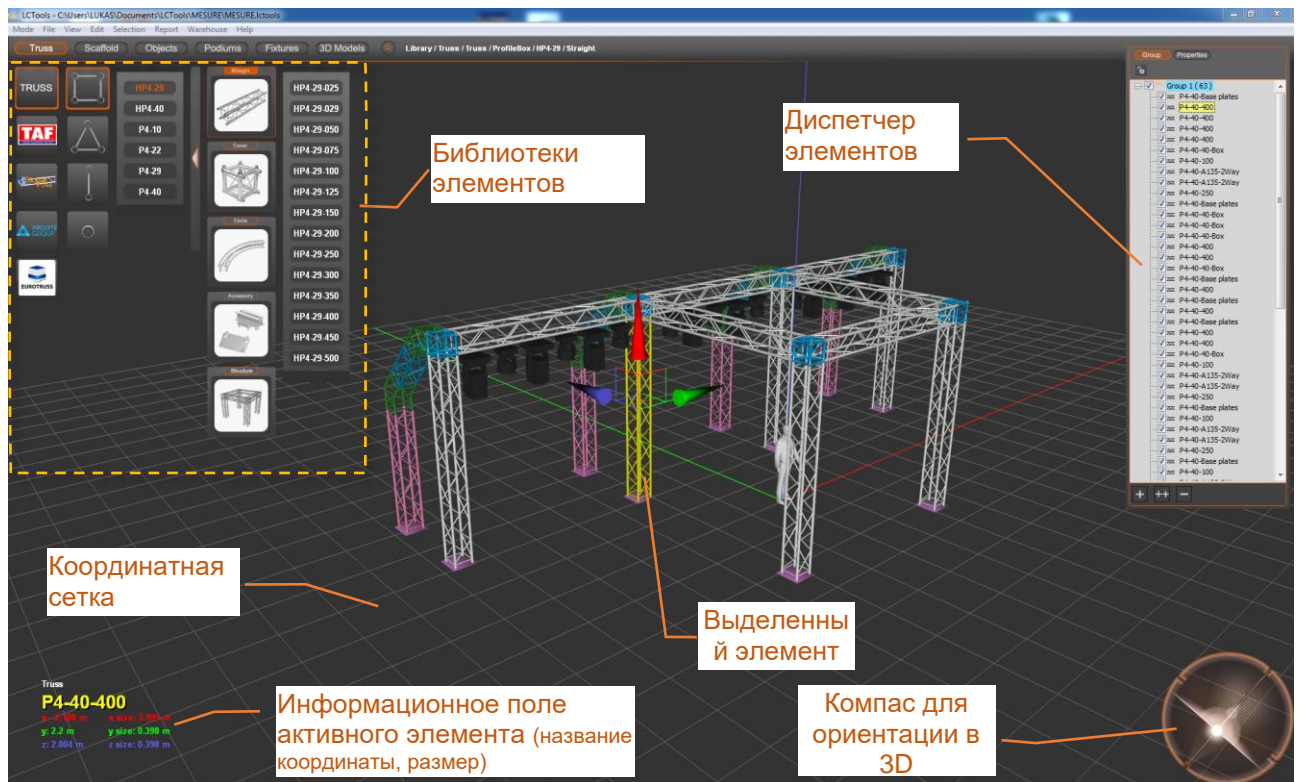 LCTools - C:\Users\LUKAS\Documents\LCTools\MESURE\MESURE.lctools
Mode File View Edit Selection Report Warehouse Help
Truss Scaffold Objects Podiums Fixtures 3D Models Library / Truss / Truss / ProfileBox / HP4-29 / Straight
TRUSS
TAF
PROLYTE
GROUP
EUROTRUSS
HP4-29
HP4-40
P4-10
P4-22
P4-29
P4-40
Straight
Corner
Circle
Accessory
Structure
HP4-29-025
HP4-29-029
HP4-29-050
HP4-29-075
HP4-29-100
HP4-29-125
HP4-29-150
HP4-29-200
HP4-29-250
HP4-29-300
HP4-29-350
HP4-29-400
HP4-29-450
HP4-29-500
Библиотеки
элементов
Диспетчер
элементов
Group Properties
Group 1 ( 63 )
P4-40-Base plates
P4-40-400
P4-40-400
P4-40-400
P4-40-400
P4-40-40-Box
P4-40-100
P4-40-A135-2Way
P4-40-A135-2Way
P4-40-250
P4-40-Base plates
P4-40-40-Box
P4-40-40-Box
P4-40-40-Box
P4-40-400
P4-40-400
P4-40-40-Box
P4-40-400
P4-40-Base plates
P4-40-400
P4-40-Base plates
P4-40-400
P4-40-400
P4-40-40-Box
P4-40-100
P4-40-A135-2Way
P4-40-A135-2Way
P4-40-250
P4-40-Base plates
P4-40-100
P4-40-A135-2Way
P4-40-A135-2Way
P4-40-250
P4-40-Base plates
P4-40-100
+ ++ −
Координатная
сетка
Выделенны
й элемент
Truss
P4-40-400
y: 2.2 m y size: 0.398 m
z: 2.004 m z size: 0.398 m
Информационное поле
активного элемента (название
координаты, размер)
Компас для
ориентации в
3D